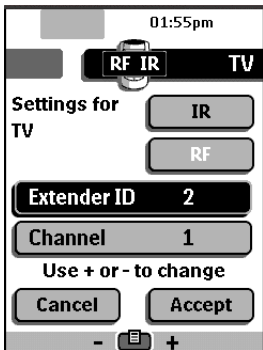 01:55pm
RF IR TV
Settings for
TV
IR
RF
Extender ID 2
Channel 1
Use + or - to change
Cancel Accept
- +